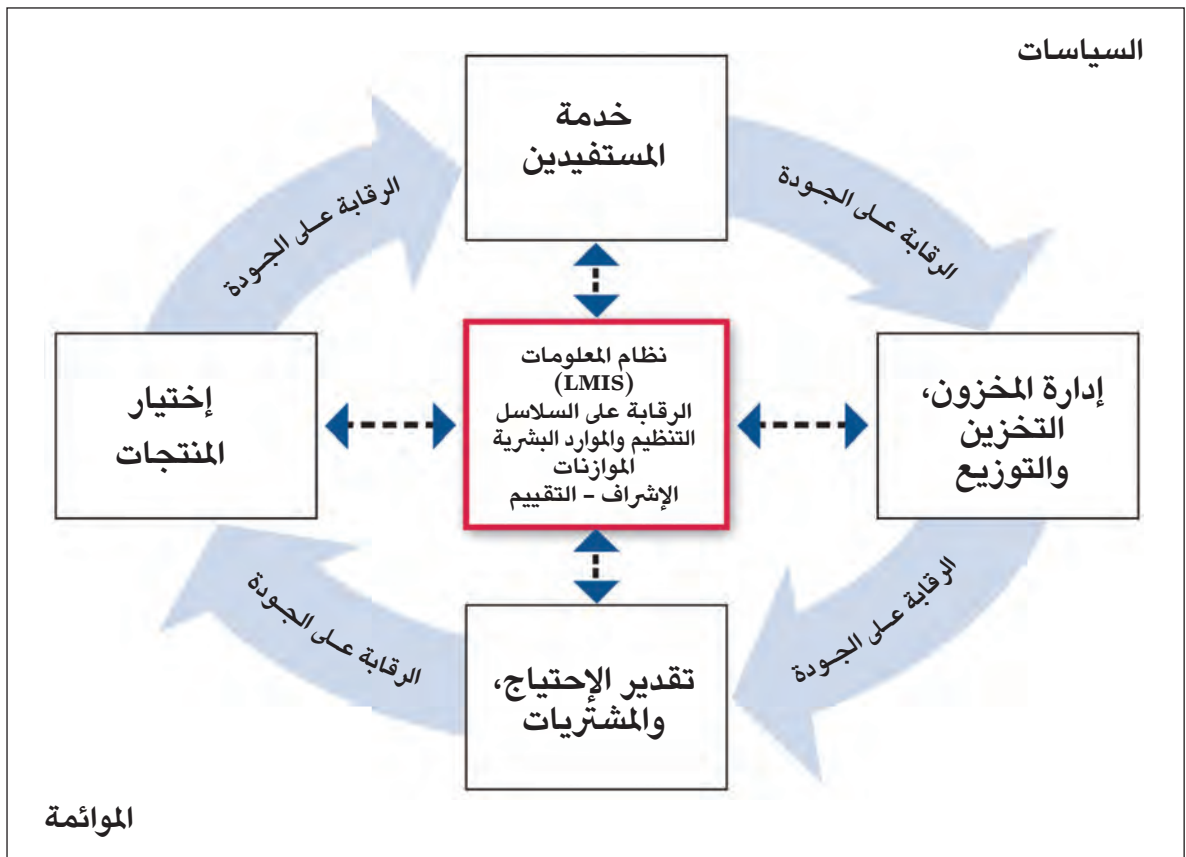 السياسات
خدمة
المستفيدين
الرقابة على الجودة
الرقابة على الجودة
إدارة المخزون،
التخزين
والتوزيع
نظام المعلومات
(LMIS)
الرقابة على السلاسل
التنظيم والموارد البشرية
الموازنات
الإشراف – التقييم
إختيار
المنتجات
الرقابة على الجودة
الرقابة على الجودة
تقدير الإحتياج،
والمشتريات
الموائمة